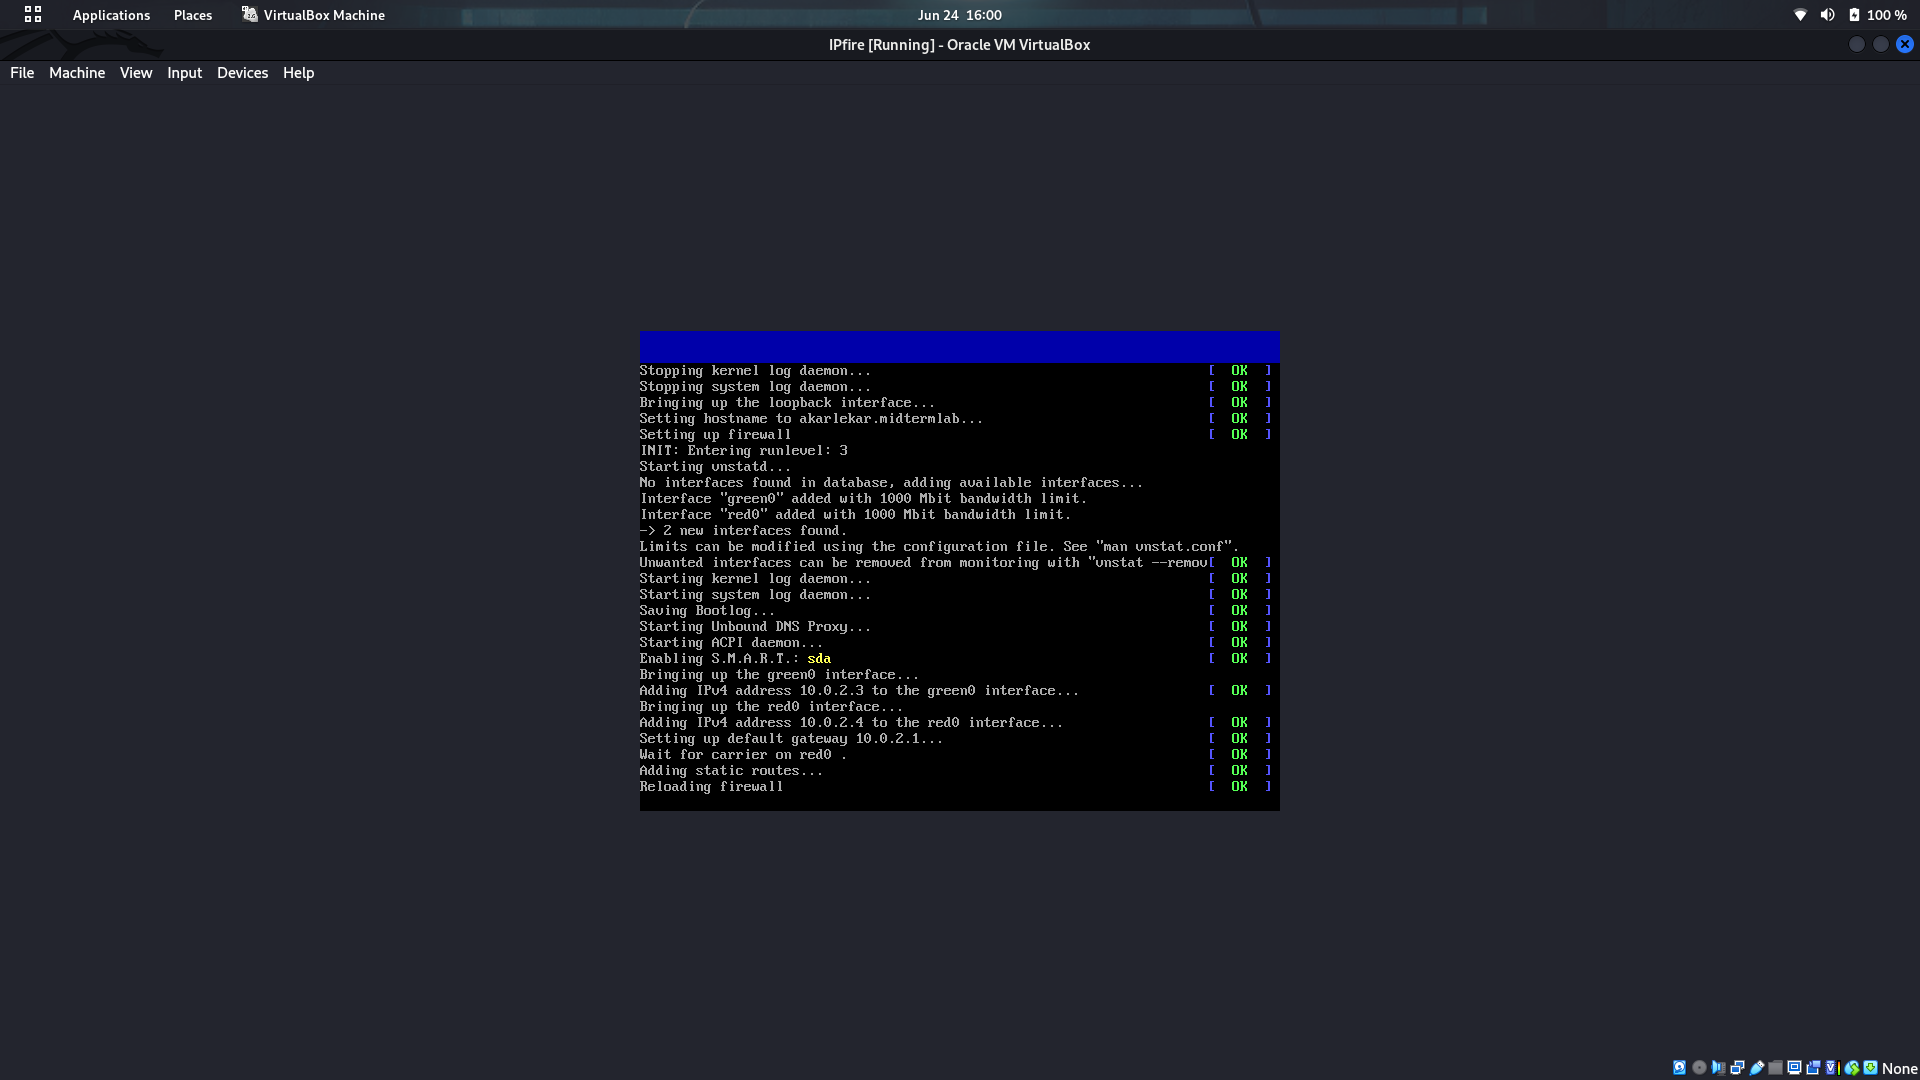 Applications Places VirtualBox Machine Jun 24 16:00 100 %
IPfire [Running] - Oracle VM VirtualBox
File Machine View Input Devices Help
Stopping kernel log daemon... [ OK ]
Stopping system log daemon... [ OK ]
Bringing up the loopback interface... [ OK ]
Setting hostname to akarlekar.midtermlab... [ OK ]
Setting up firewall [ OK ]
INIT: Entering runlevel: 3
Starting vnstatd...
No interfaces found in database, adding available interfaces...
Interface "green0" added with 1000 Mbit bandwidth limit.
Interface "red0" added with 1000 Mbit bandwidth limit.
-> 2 new interfaces found.
Limits can be modified using the configuration file. See "man vnstat.conf".
Unwanted interfaces can be removed from monitoring with "vnstat --remov[ OK ]
Starting kernel log daemon... [ OK ]
Starting system log daemon... [ OK ]
Saving Bootlog... [ OK ]
Starting Unbound DNS Proxy... [ OK ]
Starting ACPI daemon... [ OK ]
Enabling S.M.A.R.T.: sda [ OK ]
Bringing up the green0 interface...
Adding IPv4 address 10.0.2.3 to the green0 interface... [ OK ]
Bringing up the red0 interface...
Adding IPv4 address 10.0.2.4 to the red0 interface... [ OK ]
Setting up default gateway 10.0.2.1... [ OK ]
Wait for carrier on red0 . [ OK ]
Adding static routes... [ OK ]
Reloading firewall [ OK ]
None